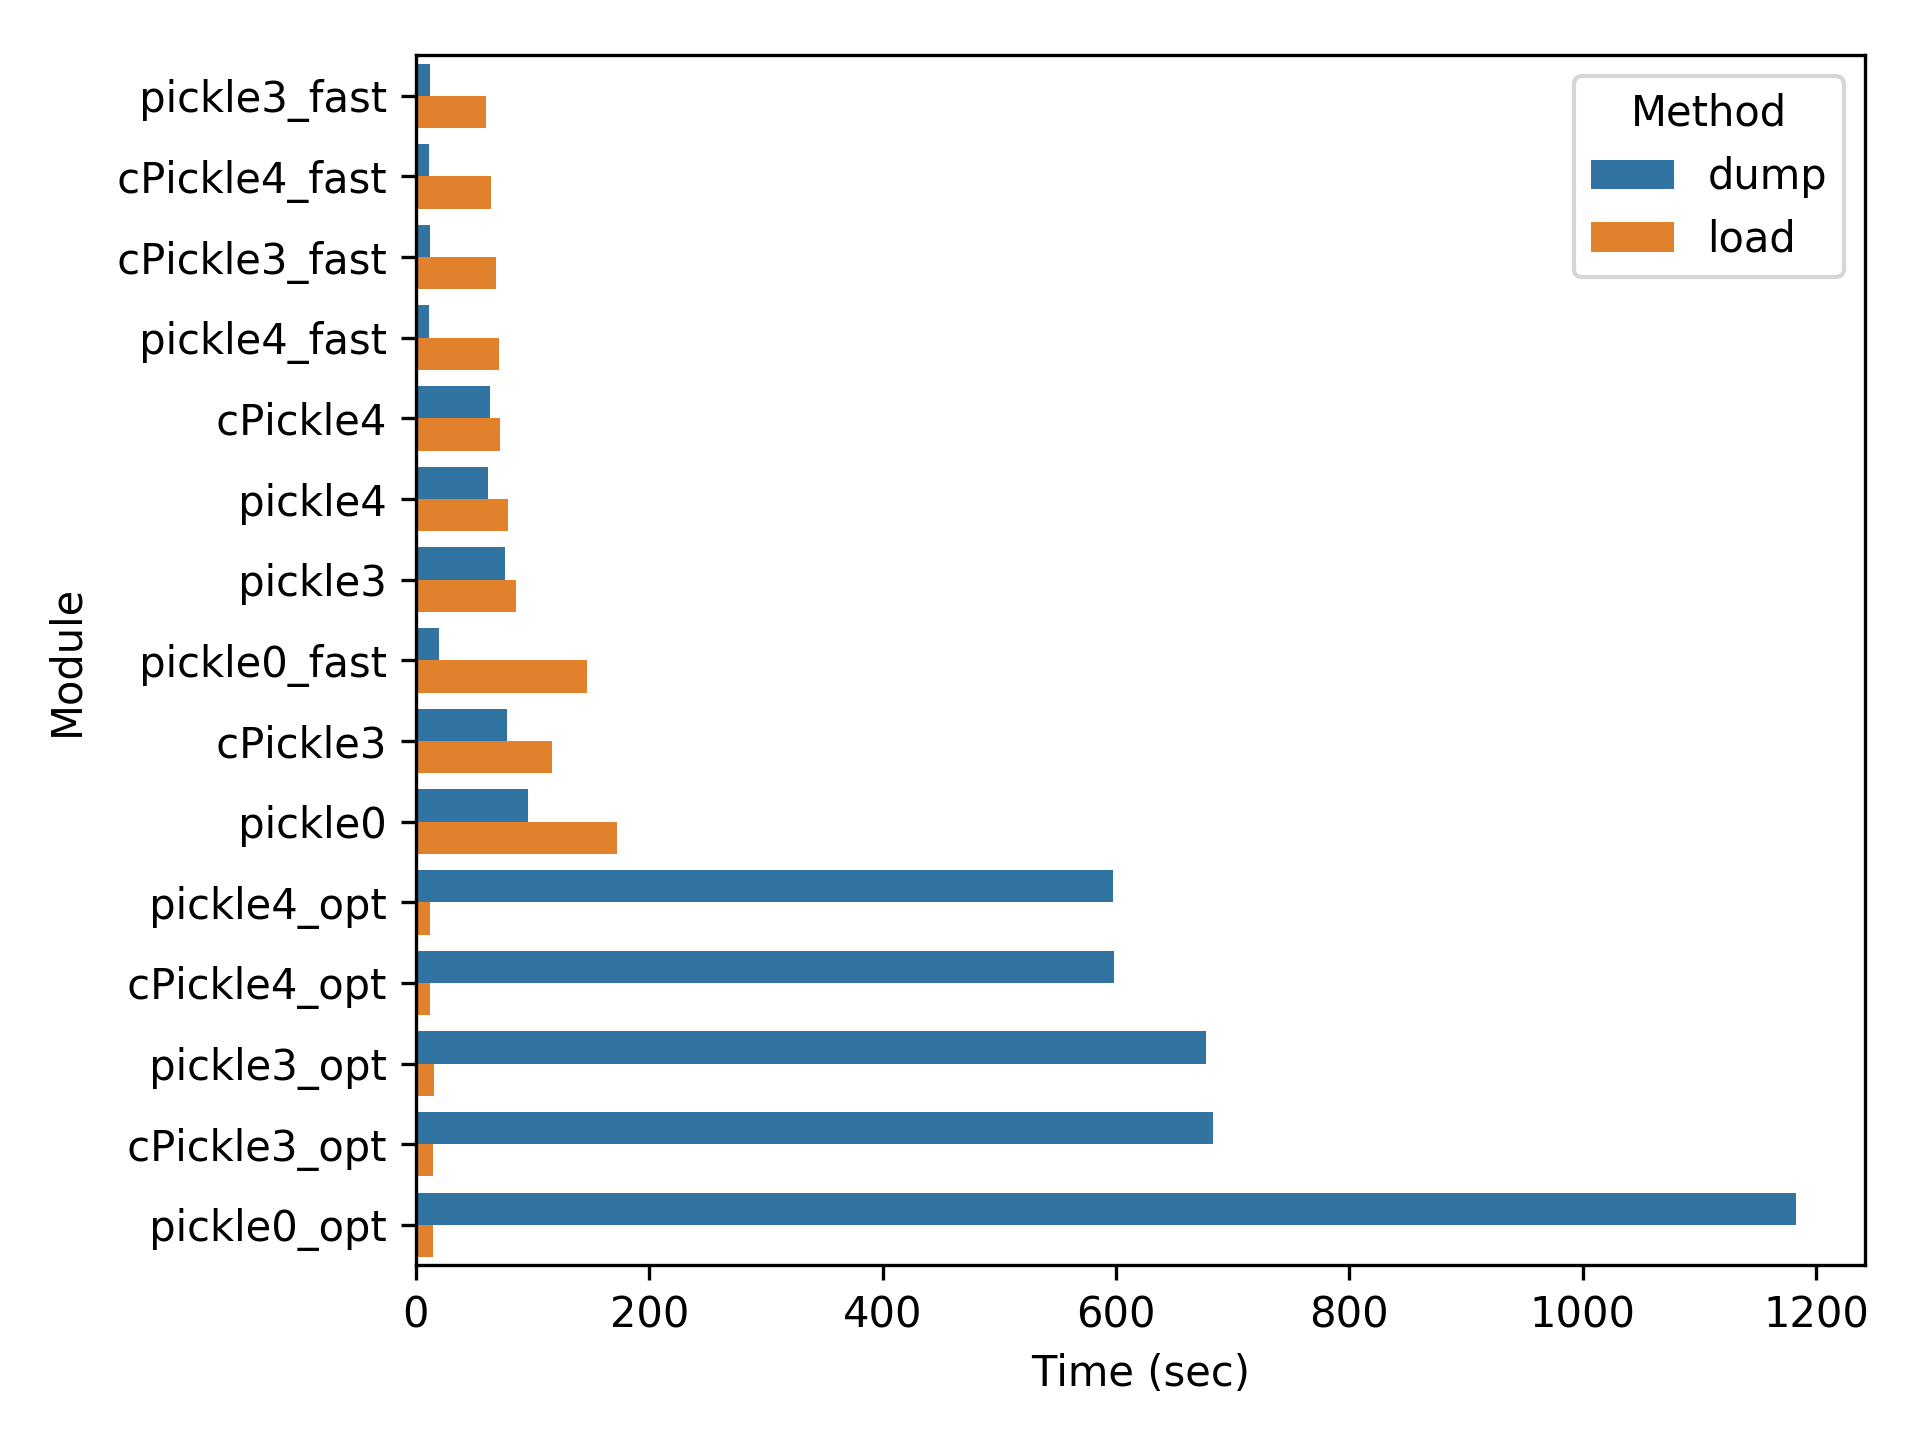 pickle3_fast
cPickle4_fast
cPickle3_fast
pickle4_fast
cPickle4
pickle4
pickle3
pickle0_fast
cPickle3
pickle0
pickle4_opt
cPickle4_opt
pickle3_opt
cPickle3_opt
pickle0_opt
Module
0 200 400 600 800 1000 1200
Time (sec)
Method
dump
load